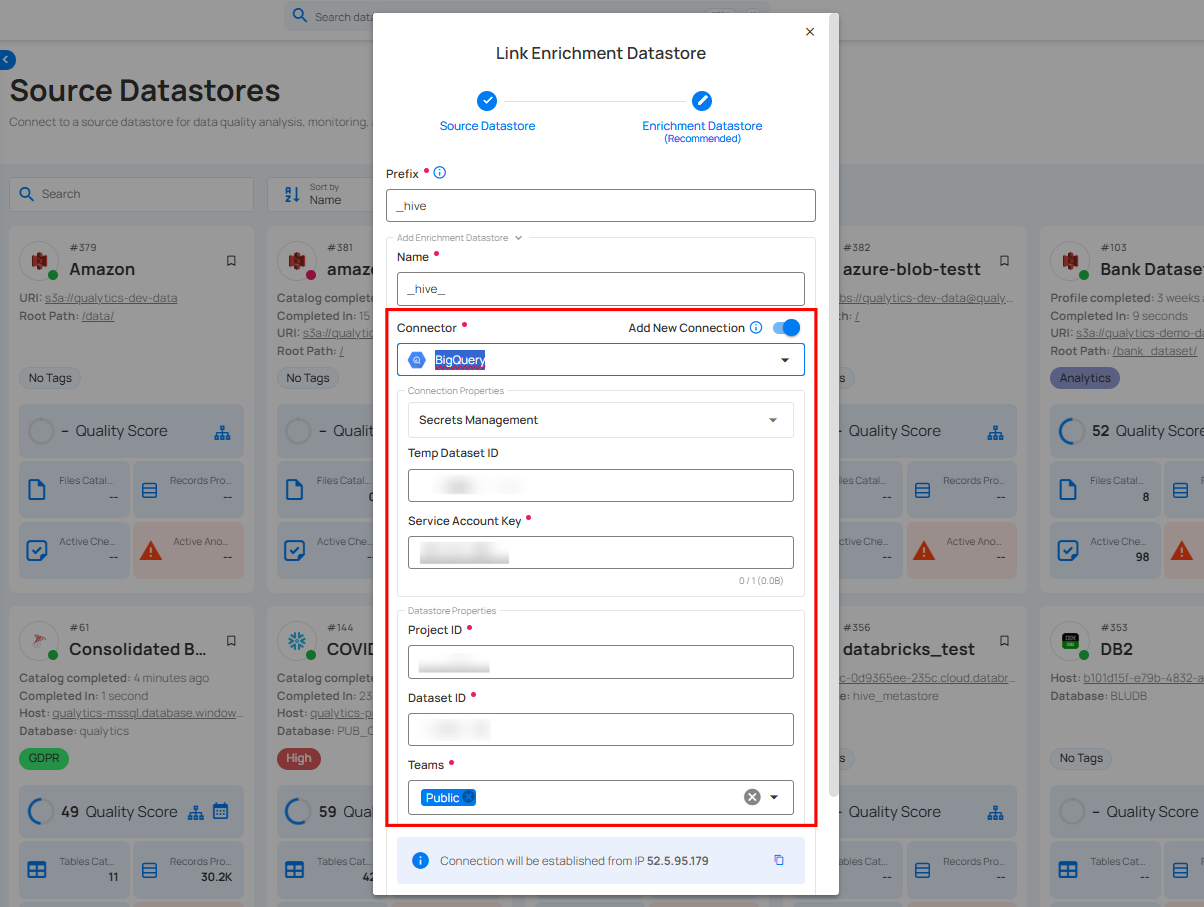 Search data
Link Enrichment Datastore
Source Datastore
Enrichment Datastore
(Recommended)
Source Datastores
Connect to a source datastore for data quality analysis, monitoring,
Search
Sort by
Name
Prefix
_hive
Add Enrichment Datastore
Name
_hive_
Connector
Add New Connection
BigQuery
Connection Properties
Secrets Management
Temp Dataset ID
Service Account Key
0 / 1 (0.0B)
Datastore Properties
Project ID
Dataset ID
Teams
Public
Connection will be established from IP 52.5.95.179
#379
Amazon
URI: s3a://qualytics-dev-data
Root Path: /data/
No Tags
– Quality Score
Files Catal...
--
Records Pro...
--
Active Che...
--
Active Ano...
--
#381
amaz
Catalog complete
Completed In: 15
URI: s3a://qualytic
Root Path: /
No Tags
– Quali
Files Catal
Active Che
#382
azure-blob-testt
bs://qualytics-dev-data@qualy...
h: /
s
Quality Score
iles Catal...
--
Records Pro...
--
ctive Che...
--
Active Ano...
--
#103
Bank Datase
Profile completed: 3 weeks
Completed In: 9 seconds
URI: s3a://qualytics-demo-d
Root Path: /bank_dataset/
Analytics
52 Quality Score
Files Catal...
8
Active Che...
98
#61
Consolidated B...
Catalog completed: 4 minutes ago
Completed In: 1 second
Host: qualytics-mssql.database.window...
Database: qualytics
GDPR
49 Quality Score
Tables Cat...
11
Records Pro...
30.2K
#144
COVID
Catalog complete
Completed In: 23
Host: qualytics-p
Database: PUB_C
High
59 Qua
Tables Cat
42
#356
databricks_test
c-0d9365ee-235c.cloud.databr...
e: hive_metastore
s
Quality Score
ables Cat...
--
Records Pro...
--
#353
DB2
Host: b101d15f-e79b-4832-a
Database: BLUDB
No Tags
– Quality Score
Tables Cat...
--
R